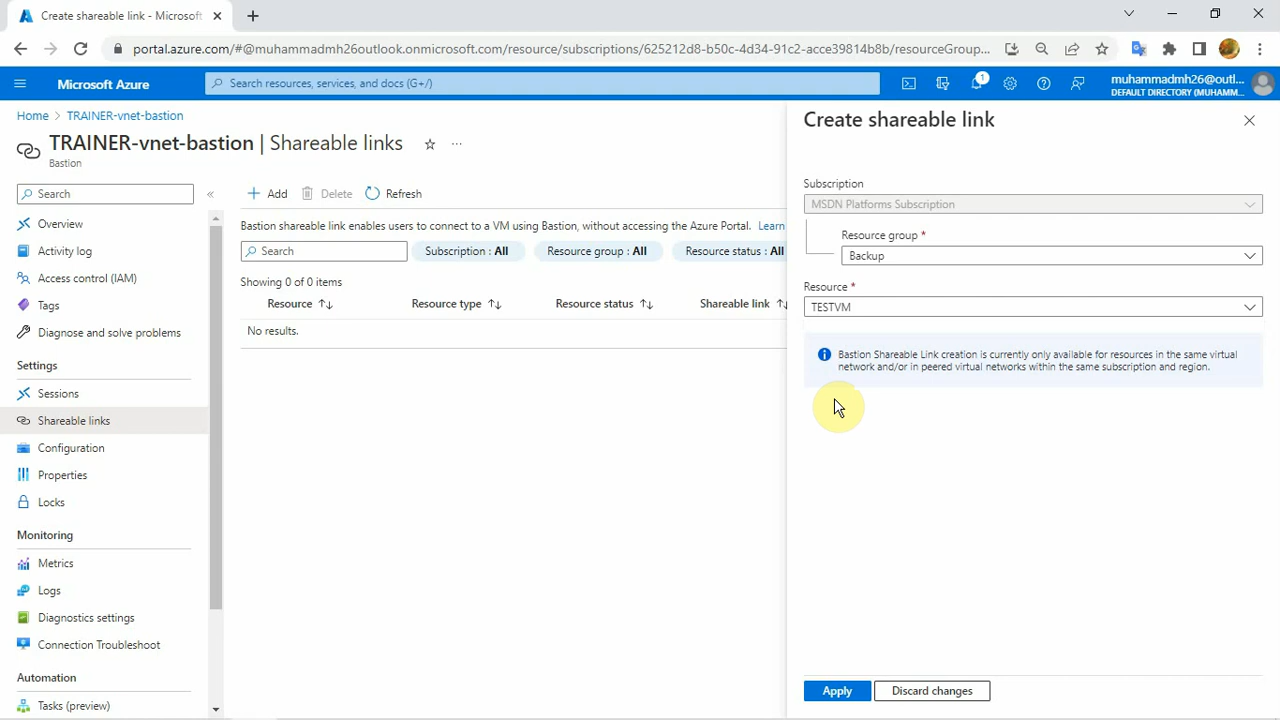 Create shareable link - Microsoft
portal.azure.com/#@muhammadmh26outlook.onmicrosoft.com/resource/subscriptions/625212d8-b50c-4d34-91c2-acce39814b8b/resourceGroup...
Microsoft Azure
Search resources, services, and docs (G+/)
1
muhammadmh26@outl...
DEFAULT DIRECTORY (MUHAMM...
Home > TRAINER-vnet-bastion
TRAINER-vnet-bastion | Shareable links
Bastion
Search
Overview
Activity log
Access control (IAM)
Tags
Diagnose and solve problems
Settings
Sessions
Shareable links
Configuration
Properties
Locks
Monitoring
Metrics
Logs
Diagnostics settings
Connection Troubleshoot
Automation
Tasks (preview)
Add Delete Refresh
Bastion shareable link enables users to connect to a VM using Bastion, without accessing the Azure Portal. Learn
Search Subscription : All Resource group : All Resource status : All
Showing 0 of 0 items
Resource Resource type Resource status Shareable link
No results.
Create shareable link
Subscription
MSDN Platforms Subscription
Resource group *
Backup
Resource *
TESTVM
Bastion Shareable Link creation is currently only available for resources in the same virtual
network and/or in peered virtual networks within the same subscription and region.
Apply Discard changes